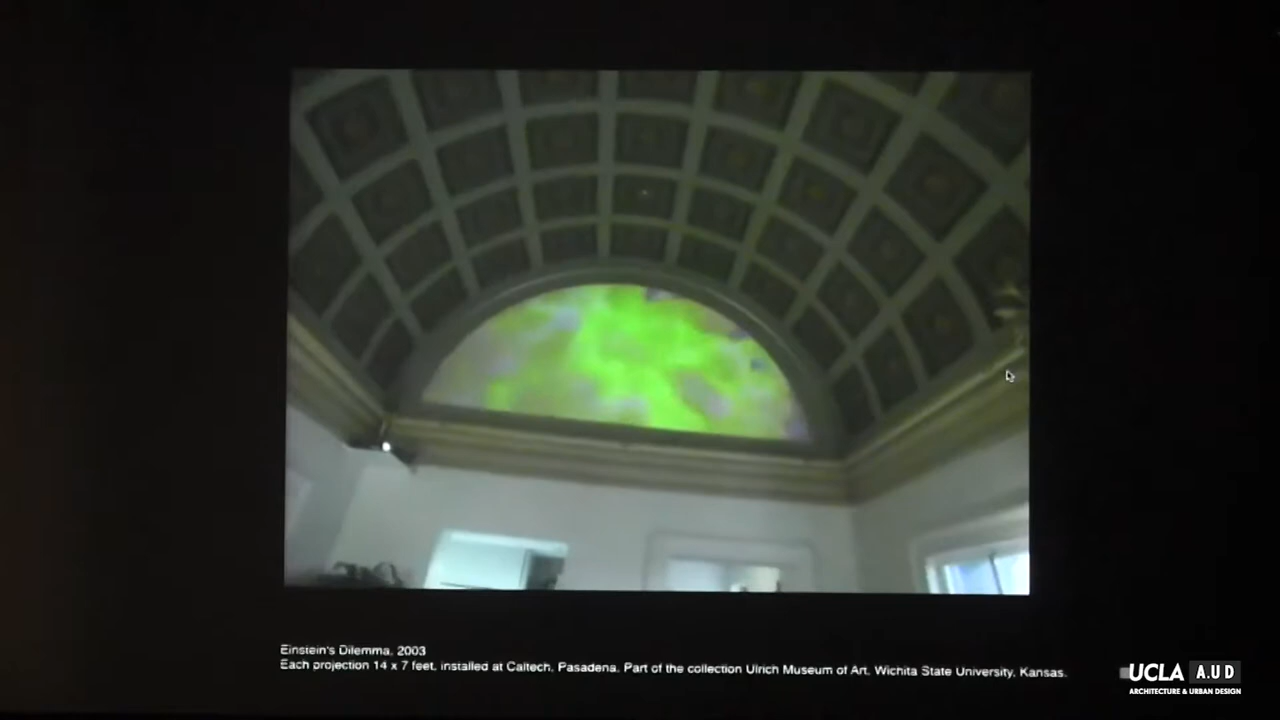 Einstein's Dilemma, 2003
Each projection 14 x 7 feet, installed at Caltech, Pasadena. Part of the collection Ulrich Museum of Art, Wichita State University, Kansas.
UCLA A.U D
ARCHITECTURE & URBAN DESIGN